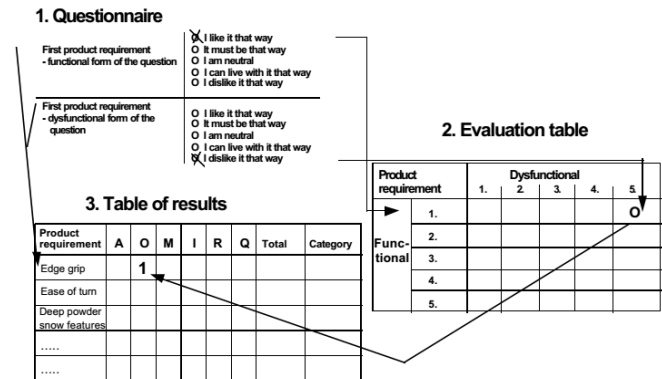 1. Questionnaire
First product requirement
- functional form of the question
O I like it that way
O It must be that way
O I am neutral
O I can live with it that way
O I dislike it that way
First product requirement
- dysfunctional form of the
question
O I like it that way
O It must be that way
O I am neutral
O I can live with it that way
O I dislike it that way
2. Evaluation table
Product
requirement
Dysfunctional
1. 2. 3. 4. 5.
Func-
tional
1. O
2.
3.
4.
5.
3. Table of results
Product
requirement A O M I R Q Total Category
Edge grip 1
Ease of turn
Deep powder
snow features
.....
.....